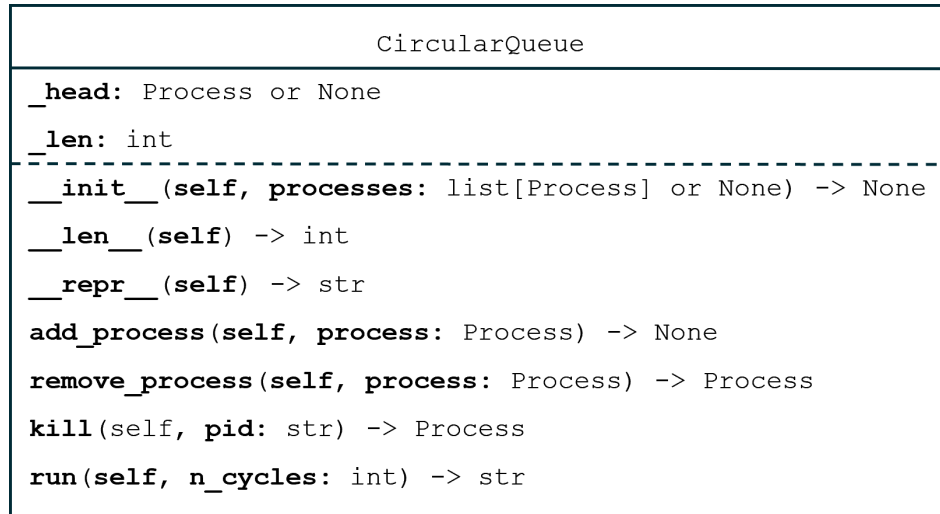 CircularQueue
_head: Process or None
_len: int
__init__(self, processes: list[Process] or None) -> None
__len__(self) -> int
__repr__(self) -> str
add_process(self, process: Process) -> None
remove_process(self, process: Process) -> Process
kill(self, pid: str) -> Process
run(self, n_cycles: int) -> str